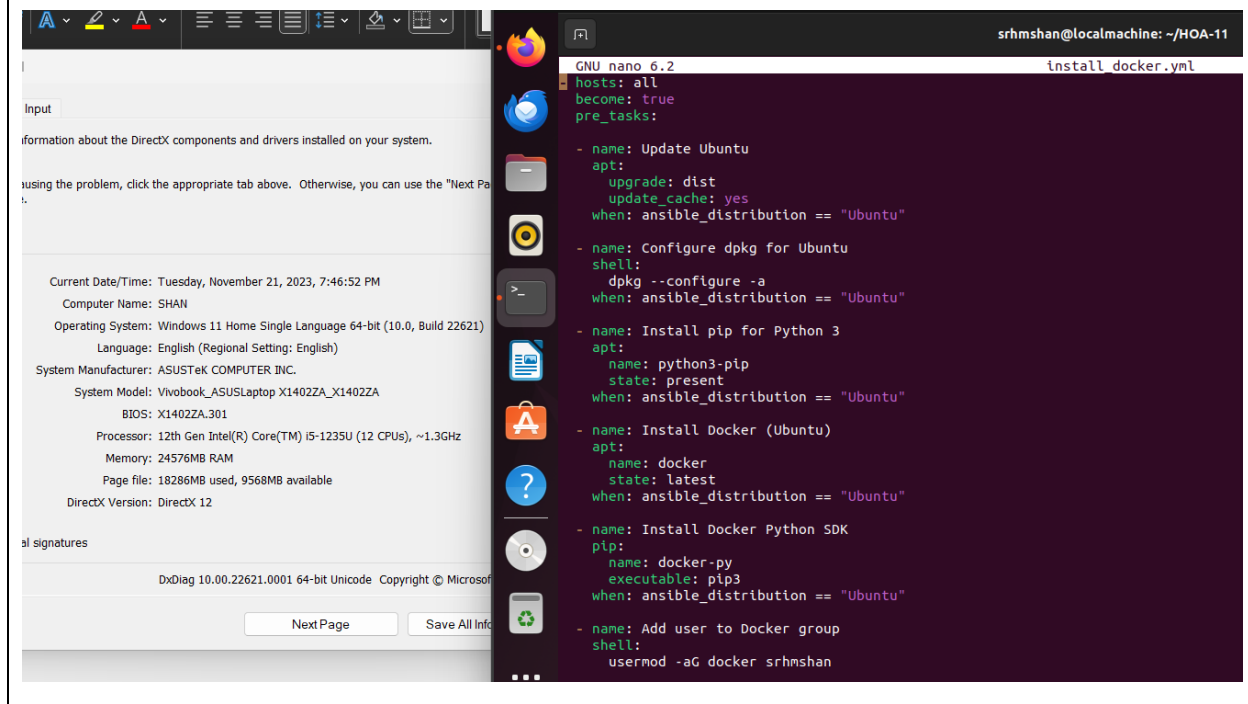 Input
formation about the DirectX components and drivers installed on your system.
ausing the problem, click the appropriate tab above. Otherwise, you can use the "Next Pa
e.
Current Date/Time: Tuesday, November 21, 2023, 7:46:52 PM
Computer Name: SHAN
Operating System: Windows 11 Home Single Language 64-bit (10.0, Build 22621)
Language: English (Regional Setting: English)
System Manufacturer: ASUSTeK COMPUTER INC.
System Model: Vivobook_ASUSLaptop X1402ZA_X1402ZA
BIOS: X1402ZA.301
Processor: 12th Gen Intel(R) Core(TM) i5-1235U (12 CPUs), ~1.3GHz
Memory: 24576MB RAM
Page file: 18286MB used, 9568MB available
DirectX Version: DirectX 12
al signatures
DxDiag 10.00.22621.0001 64-bit Unicode Copyright © Microsof
Next Page
Save All Info
srhmshan@localmachine: ~/HOA-11
GNU nano 6.2 install_docker.yml
- hosts: all
  become: true
  pre_tasks:
  - name: Update Ubuntu
    apt:
      upgrade: dist
      update_cache: yes
    when: ansible_distribution == "Ubuntu"
  - name: Configure dpkg for Ubuntu
    shell:
      dpkg --configure -a
    when: ansible_distribution == "Ubuntu"
  - name: Install pip for Python 3
    apt:
      name: python3-pip
      state: present
    when: ansible_distribution == "Ubuntu"
  - name: Install Docker (Ubuntu)
    apt:
      name: docker
      state: latest
    when: ansible_distribution == "Ubuntu"
  - name: Install Docker Python SDK
    pip:
      name: docker-py
      executable: pip3
    when: ansible_distribution == "Ubuntu"
  - name: Add user to Docker group
    shell:
      usermod -aG docker srhmshan